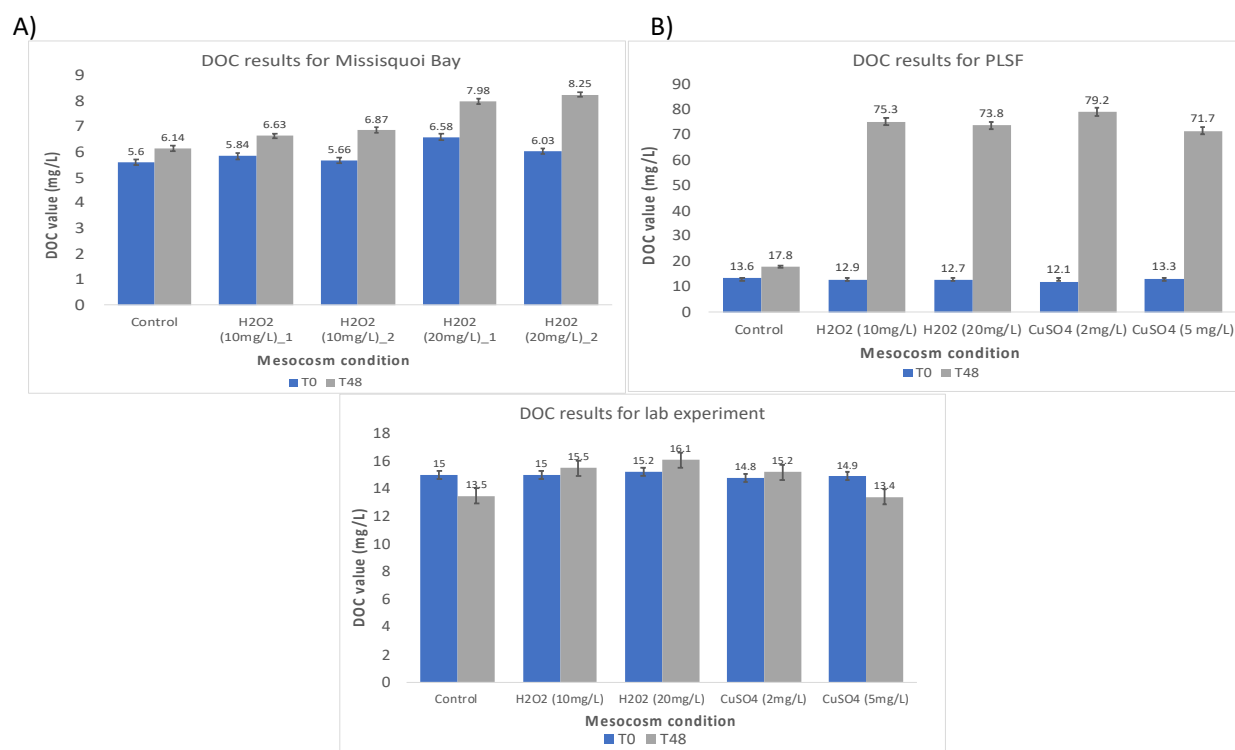 A)
DOC results for Missisquoi Bay
DOC value (mg/L)
9
8
7
6
5
4
3
2
1
0
5.6
6.14
5.84
6.63
5.66
6.87
6.58
7.98
6.03
8.25
Control
H2O2
(10mg/L)_1
H2O2
(10mg/L)_2
H202
(20mg/L)_1
H202
(20mg/L)_2
Mesocosm condition
T0 T48
B)
DOC results for PLSF
DOC value (mg/L)
90
80
70
60
50
40
30
20
10
0
13.6
17.8
12.9
75.3
12.7
73.8
12.1
79.2
13.3
71.7
Control
H2O2 (10mg/L)
H202 (20mg/L)
CuSO4 (2mg/L)
CuSO4 (5 mg/L)
Mesocosm condition
T0 T48
DOC results for lab experiment
DOC value (mg/L)
18
16
14
12
10
8
6
4
2
0
15
13.5
15
15.5
15.2
16.1
14.8
15.2
14.9
13.4
Control
H2O2 (10mg/L)
H202 (20mg/L)
CuSO4 (2mg/L)
CuSO4 (5mg/L)
Mesocosm condition
T0 T48